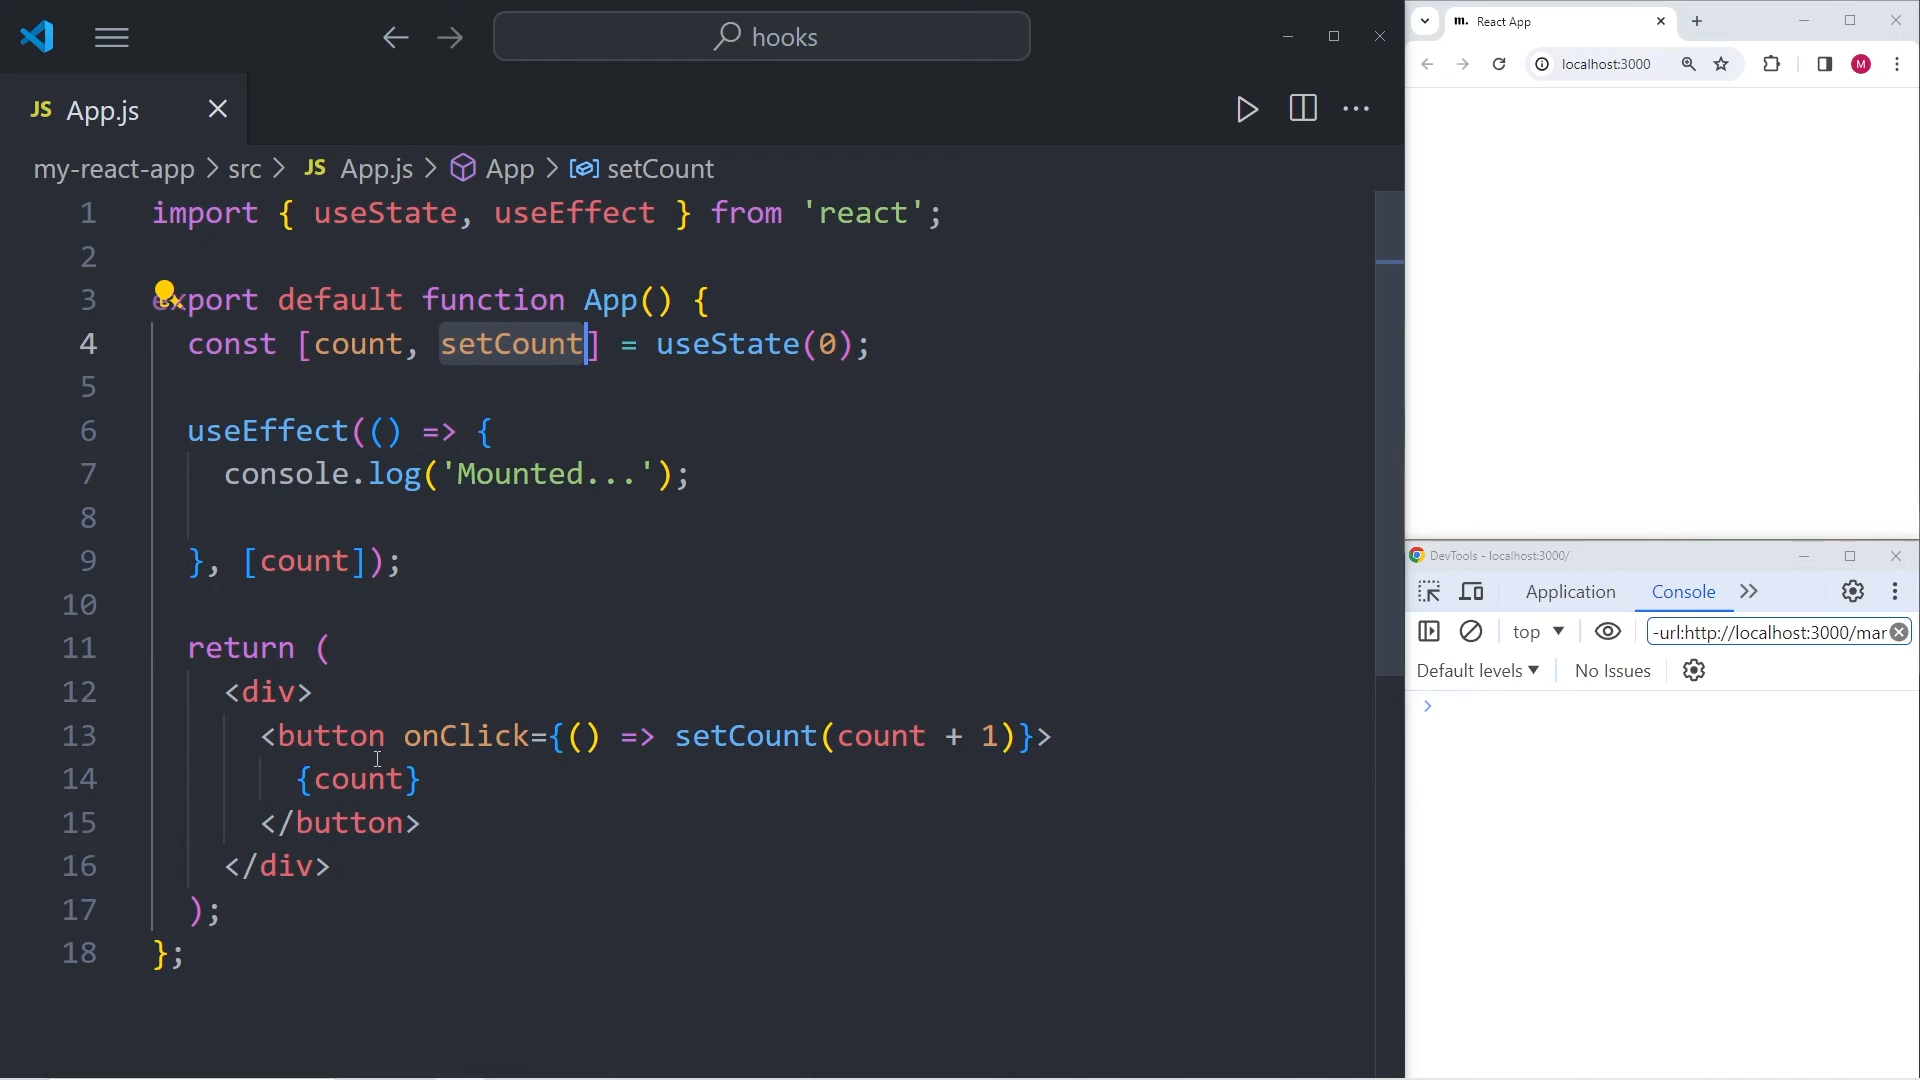 hooks
JS App.js
my-react-app > src > JS App.js > App > setCount
1 import { useState, useEffect } from 'react';
2
3 export default function App() {
4 const [count, setCount] = useState(0);
5
6 useEffect(() => {
7 console.log('Mounted...');
8
9 }, [count]);
10
11 return (
12 <div>
13 <button onClick={() => setCount(count + 1)}>
14 {count}
15 </button>
16 </div>
17 );
18 };
m. React App
localhost:3000
M
DevTools - localhost:3000/
Application Console
top -url:http://localhost:3000/mar
Default levels No Issues